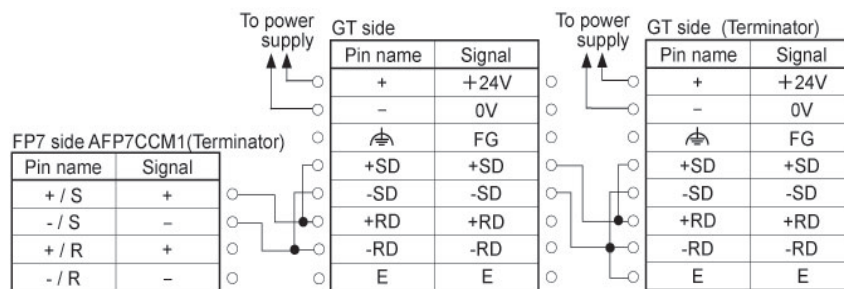 To power
supply
GT side
Pin name Signal
+ +24V
− 0V
FG
+SD +SD
-SD -SD
+RD +RD
-RD -RD
E E
To power
supply
GT side (Terminator)
Pin name Signal
+ +24V
− 0V
FG
+SD +SD
-SD -SD
+RD +RD
-RD -RD
E E
FP7 side AFP7CCM1(Terminator)
Pin name Signal
+ / S +
- / S −
+ / R +
- / R −